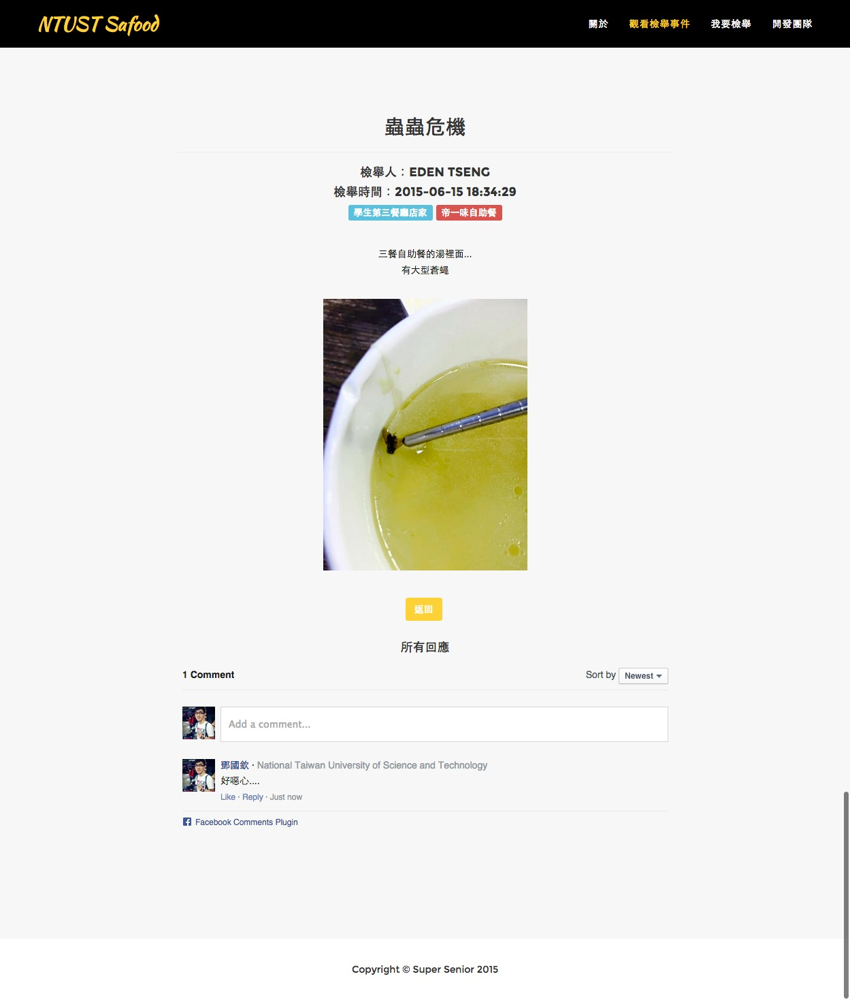 NTUST Safood
關於 觀看檢舉事件 我要檢舉 開發團隊
蟲蟲危機
檢舉人：EDEN TSENG
檢舉時間：2015-06-15 18:34:29
學生第三餐廳店家 帝一味自助餐
三餐自助餐的湯裡面...
有大型蒼蠅
返回
所有回應
1 Comment Sort by Newest
Add a comment...
鄧國欽 · National Taiwan University of Science and Technology
好噁心....
Like · Reply · Just now
Facebook Comments Plugin
Copyright © Super Senior 2015